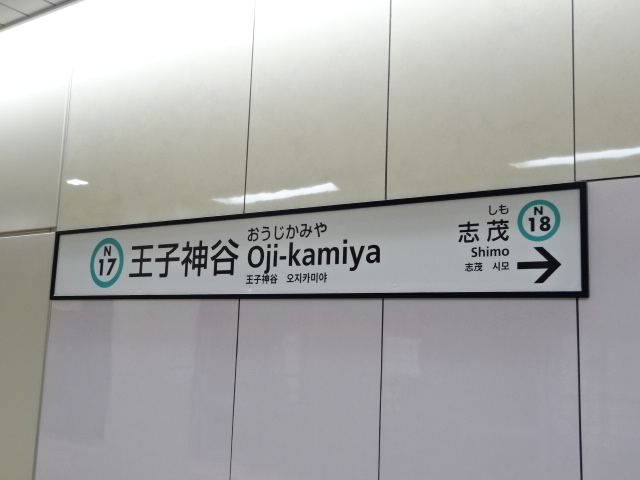 N
17
王子神谷
おうじかみや
Oji-kamiya
王子神谷 오지카미야
しも
志茂
Shimo
志茂 시모
N
18